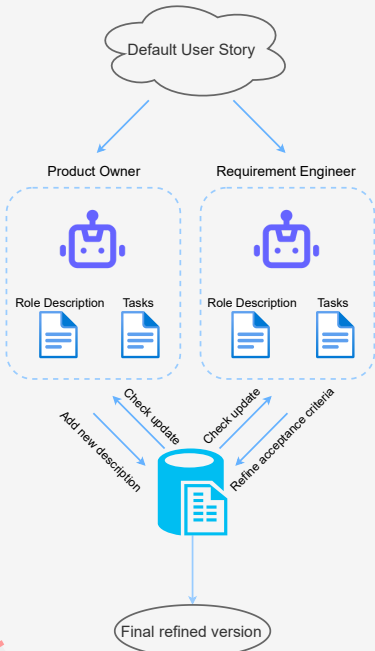 Default User Story
Product Owner
Requirement Engineer
Role Description
Tasks
Role Description
Tasks
Check update
Add new description
Check update
Refine acceptance criteria
Final refined version